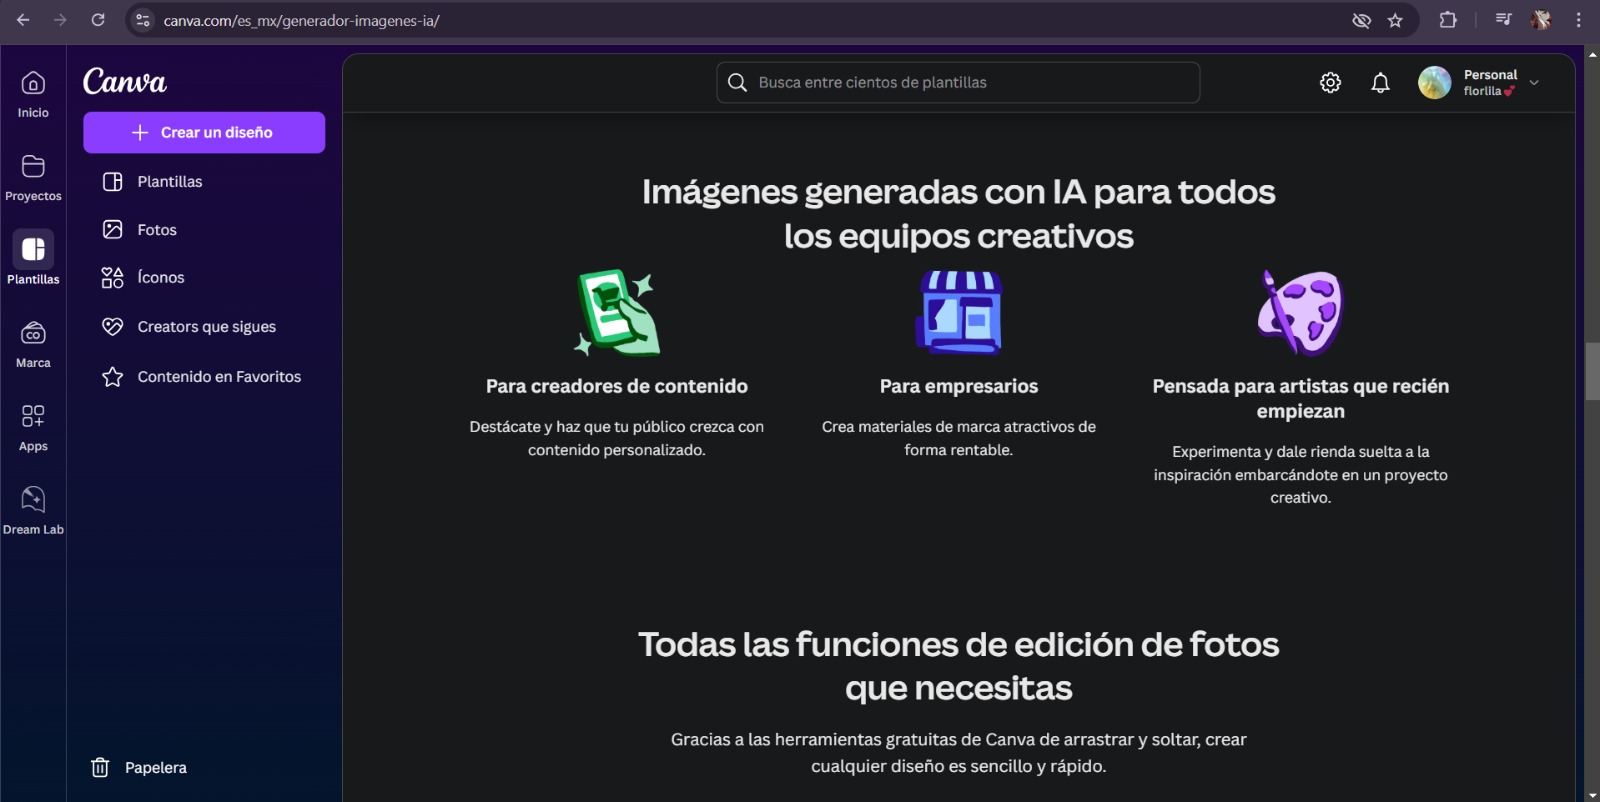 canva.com/es_mx/generador-imagenes-ia/
Inicio
Proyectos
Plantillas
Marca
Apps
Dream Lab
Canva
Crear un diseño
Plantillas
Fotos
Íconos
Creators que sigues
Contenido en Favoritos
Papelera
Busca entre cientos de plantillas
Personal
florlila💕
Imágenes generadas con IA para todos
los equipos creativos
Para creadores de contenido
Destácate y haz que tu público crezca con
contenido personalizado.
Para empresarios
Crea materiales de marca atractivos de
forma rentable.
Pensada para artistas que recién
empiezan
Experimenta y dale rienda suelta a la
inspiración embarcándote en un proyecto
creativo.
Todas las funciones de edición de fotos
que necesitas
Gracias a las herramientas gratuitas de Canva de arrastrar y soltar, crear
cualquier diseño es sencillo y rápido.